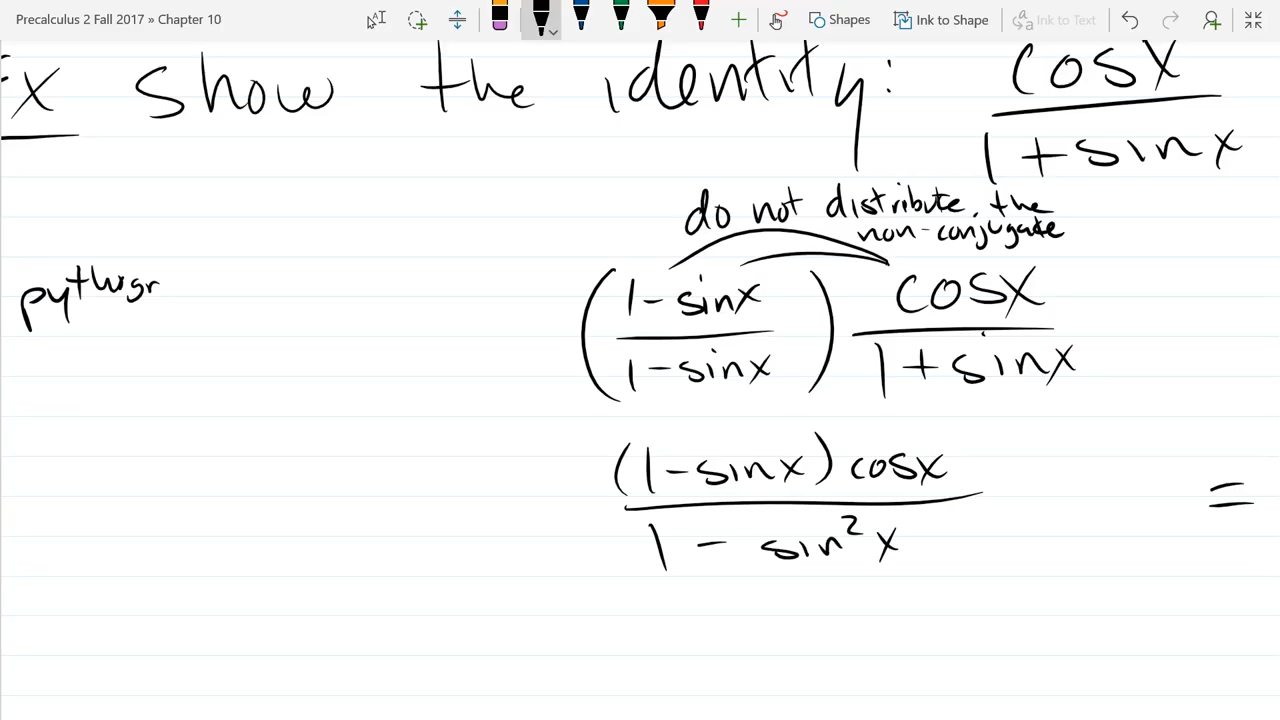 Precalculus 2 Fall 2017 » Chapter 10
Shapes Ink to Shape Ink to Text
Ex show the identity: cosx
1+sinx
do not distribute the
non-conjugate
pythagr
(1-sinx) cosx
1-sinx 1+sinx
(1-sinx) cosx
=
1 - sin²x